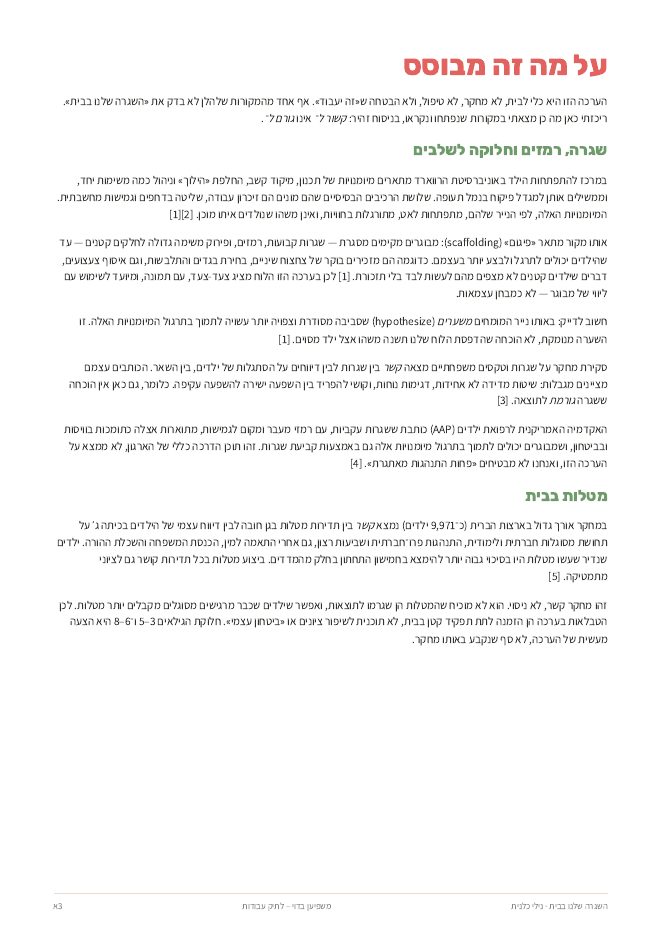 על מה זה מבוסס
הערכה הזו היא כלי לבית, לא מחקר, לא טיפול, ולא הבטחה ש«זה יעבוד». אף אחד מהמקורות שלהלן לא בדק את «השגרה שלנו בבית».
ריכזתי כאן מה כן מצאתי במקורות שנפתחו ונקראו, בניסוח זהיר: קשור ל־ אינו גורם ל־.
שגרה, רמזים וחלוקה לשלבים
במרכז להתפתחות הילד באוניברסיטת הרווארד מתארים מיומנויות של תכנון, מיקוד קשב, החלפת «הילוך» וניהול כמה משימות יחד,
וממשילים אותן למגדל פיקוח בנמל תעופה. שלושת הרכיבים הבסיסיים שהם מונים הם זיכרון עבודה, שליטה בדחפים וגמישות מחשבתית.
המיומנויות האלה, לפי הנייר שלהם, מתפתחות לאט, מתורגלות בחוויות, ואינן משהו שנולדים איתו מוכן. [2][1]
אותו מקור מתאר «פיגום» (scaffolding): מבוגרים מקימים מסגרת — שגרות קבועות, רמזים, ופירוק משימה גדולה לחלקים קטנים — עד
שהילדים יכולים לתרגל ולבצע יותר בעצמם. כדוגמה הם מזכירים בוקר של צחצוח שיניים, בחירת בגדים והתלבשות, וגם איסוף צעצועים,
דברים שילדים קטנים לא מצפים מהם לעשות לבד בלי תזכורת. [1] לכן בערכה הזו הלוח מציג צעד-צעד, עם תמונה, ומיועד לשימוש עם
ליווי של מבוגר — לא כמבחן עצמאות.
חשוב לדייק: באותו נייר המומחים משערים (hypothesize) שסביבה מסודרת וצפויה יותר עשויה לתמוך בתרגול המיומנויות האלה. זו
השערה מנומקת, לא הוכחה שהדפסת הלוח שלנו תשנה משהו אצל ילד מסוים. [1]
סקירת מחקר על שגרות וטקסים משפחתיים מצאה קשר בין שגרות לבין דיווחים על הסתגלות של ילדים, בין השאר. הכותבים עצמם
מציינים מגבלות: שיטות מדידה לא אחידות, דגימות נוחות, וקושי להפריד בין השפעה ישירה להשפעה עקיפה. כלומר, גם כאן אין הוכחה
ששגרה גורמת לתוצאה. [3]
האקדמיה האמריקנית לרפואת ילדים (AAP) כותבת ששגרות עקביות, עם רמזי מעבר ומקום לגמישות, מתוארות אצלה כתומכות בוויסות
ובביטחון, ושמבוגרים יכולים לתמוך בתרגול מיומנויות אלה גם באמצעות קביעת שגרות. זהו תוכן הדרכה כללי של הארגון, לא ממצא על
הערכה הזו, ואנחנו לא מבטיחים «פחות התנהגות מאתגרת». [4]
מטלות בבית
במחקר אורך גדול בארצות הברית (כ־9,971 ילדים) נמצא קשר בין תדירות מטלות בגן חובה לבין דיווח עצמי של הילדים בכיתה ג׳ על
תחושת מסוגלות חברתית ולימודית, התנהגות פרו־חברתית ושביעות רצון, גם אחרי התאמה למין, הכנסת המשפחה והשכלת ההורה. ילדים
שנדיר שעשו מטלות היו בסיכוי גבוה יותר להימצא בחמישון התחתון בחלק מהמדדים. ביצוע מטלות בכל תדירות קושר גם לציוני
מתמטיקה. [5]
זהו מחקר קשר, לא ניסוי. הוא לא מוכיח שהמטלות הן שגרמו לתוצאות, ואפשר שילדים שכבר מרגישים מסוגלים מקבלים יותר מטלות. לכן
הטבלאות בערכה הן הזמנה לתת תפקיד קטן בבית, לא תוכנית לשיפור ציונים או «ביטחון עצמי». חלוקת הגילאים 3–5 ו־6–8 היא הצעה
מעשית של הערכה, לא סף שנקבע באותו מחקר.
השגרה שלנו בבית · נילי כלנית
משפיען בדוי – לתיק עבודות
3א